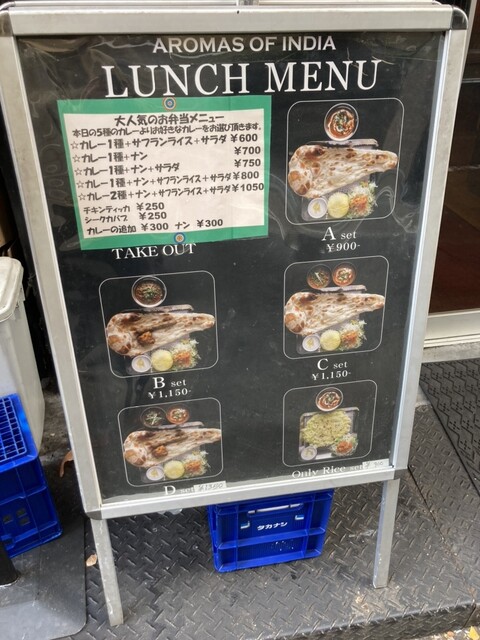 AROMAS OF INDIA
LUNCH MENU
大人気のお弁当メニュー
本日の5種のカレーよりお好きなカレーをお選び頂きます。
☆カレー1種+サフランライス+サラダ ¥600
☆カレー1種+ナン ¥700
☆カレー1種+ナン+サラダ ¥750
☆カレー1種+ナン+サフランライス+サラダ ¥800
☆カレー2種+ナン+サフランライス+サラダ ¥1050
チキンティッカ ¥250
シークカバブ ¥250
カレーの追加 ¥300 ナン ¥300
TAKE OUT
A set
¥900-
B set
¥1,150-
C set
¥1,150-
D set
Only Rice set
タカナシ